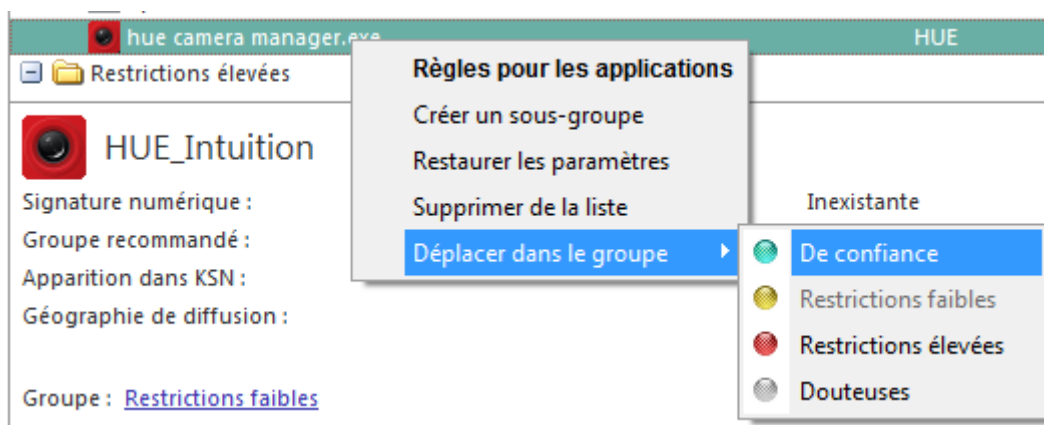 hue camera manager.exe HUE
Restrictions élevées
Règles pour les applications
Créer un sous-groupe
Restaurer les paramètres
Supprimer de la liste
Déplacer dans le groupe
De confiance
Restrictions faibles
Restrictions élevées
Douteuses
HUE_Intuition
Signature numérique : Inexistante
Groupe recommandé :
Apparition dans KSN :
Géographie de diffusion :
Groupe : Restrictions faibles